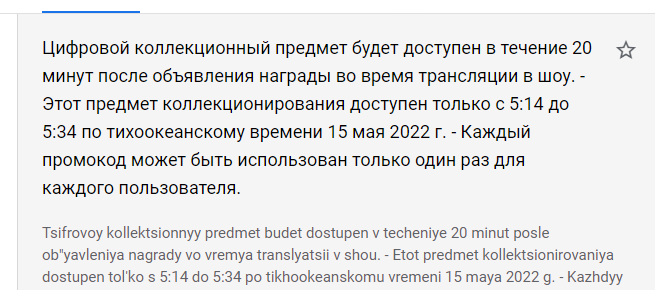 Цифровой коллекционный предмет будет доступен в течение 20
минут после объявления награды во время трансляции в шоу. -
Этот предмет коллекционирования доступен только с 5:14 до
5:34 по тихоокеанскому времени 15 мая 2022 г. - Каждый
промокод может быть использован только один раз для
каждого пользователя.
Tsifrovoy kollektsionnyy predmet budet dostupen v techeniye 20 minut posle
ob"yavleniya nagrady vo vremya translyatsii v shou. - Etot predmet kollektsionirovaniya
dostupen tol'ko s 5:14 do 5:34 po tikhookeanskomu vremeni 15 maya 2022 g. - Kazhdyy